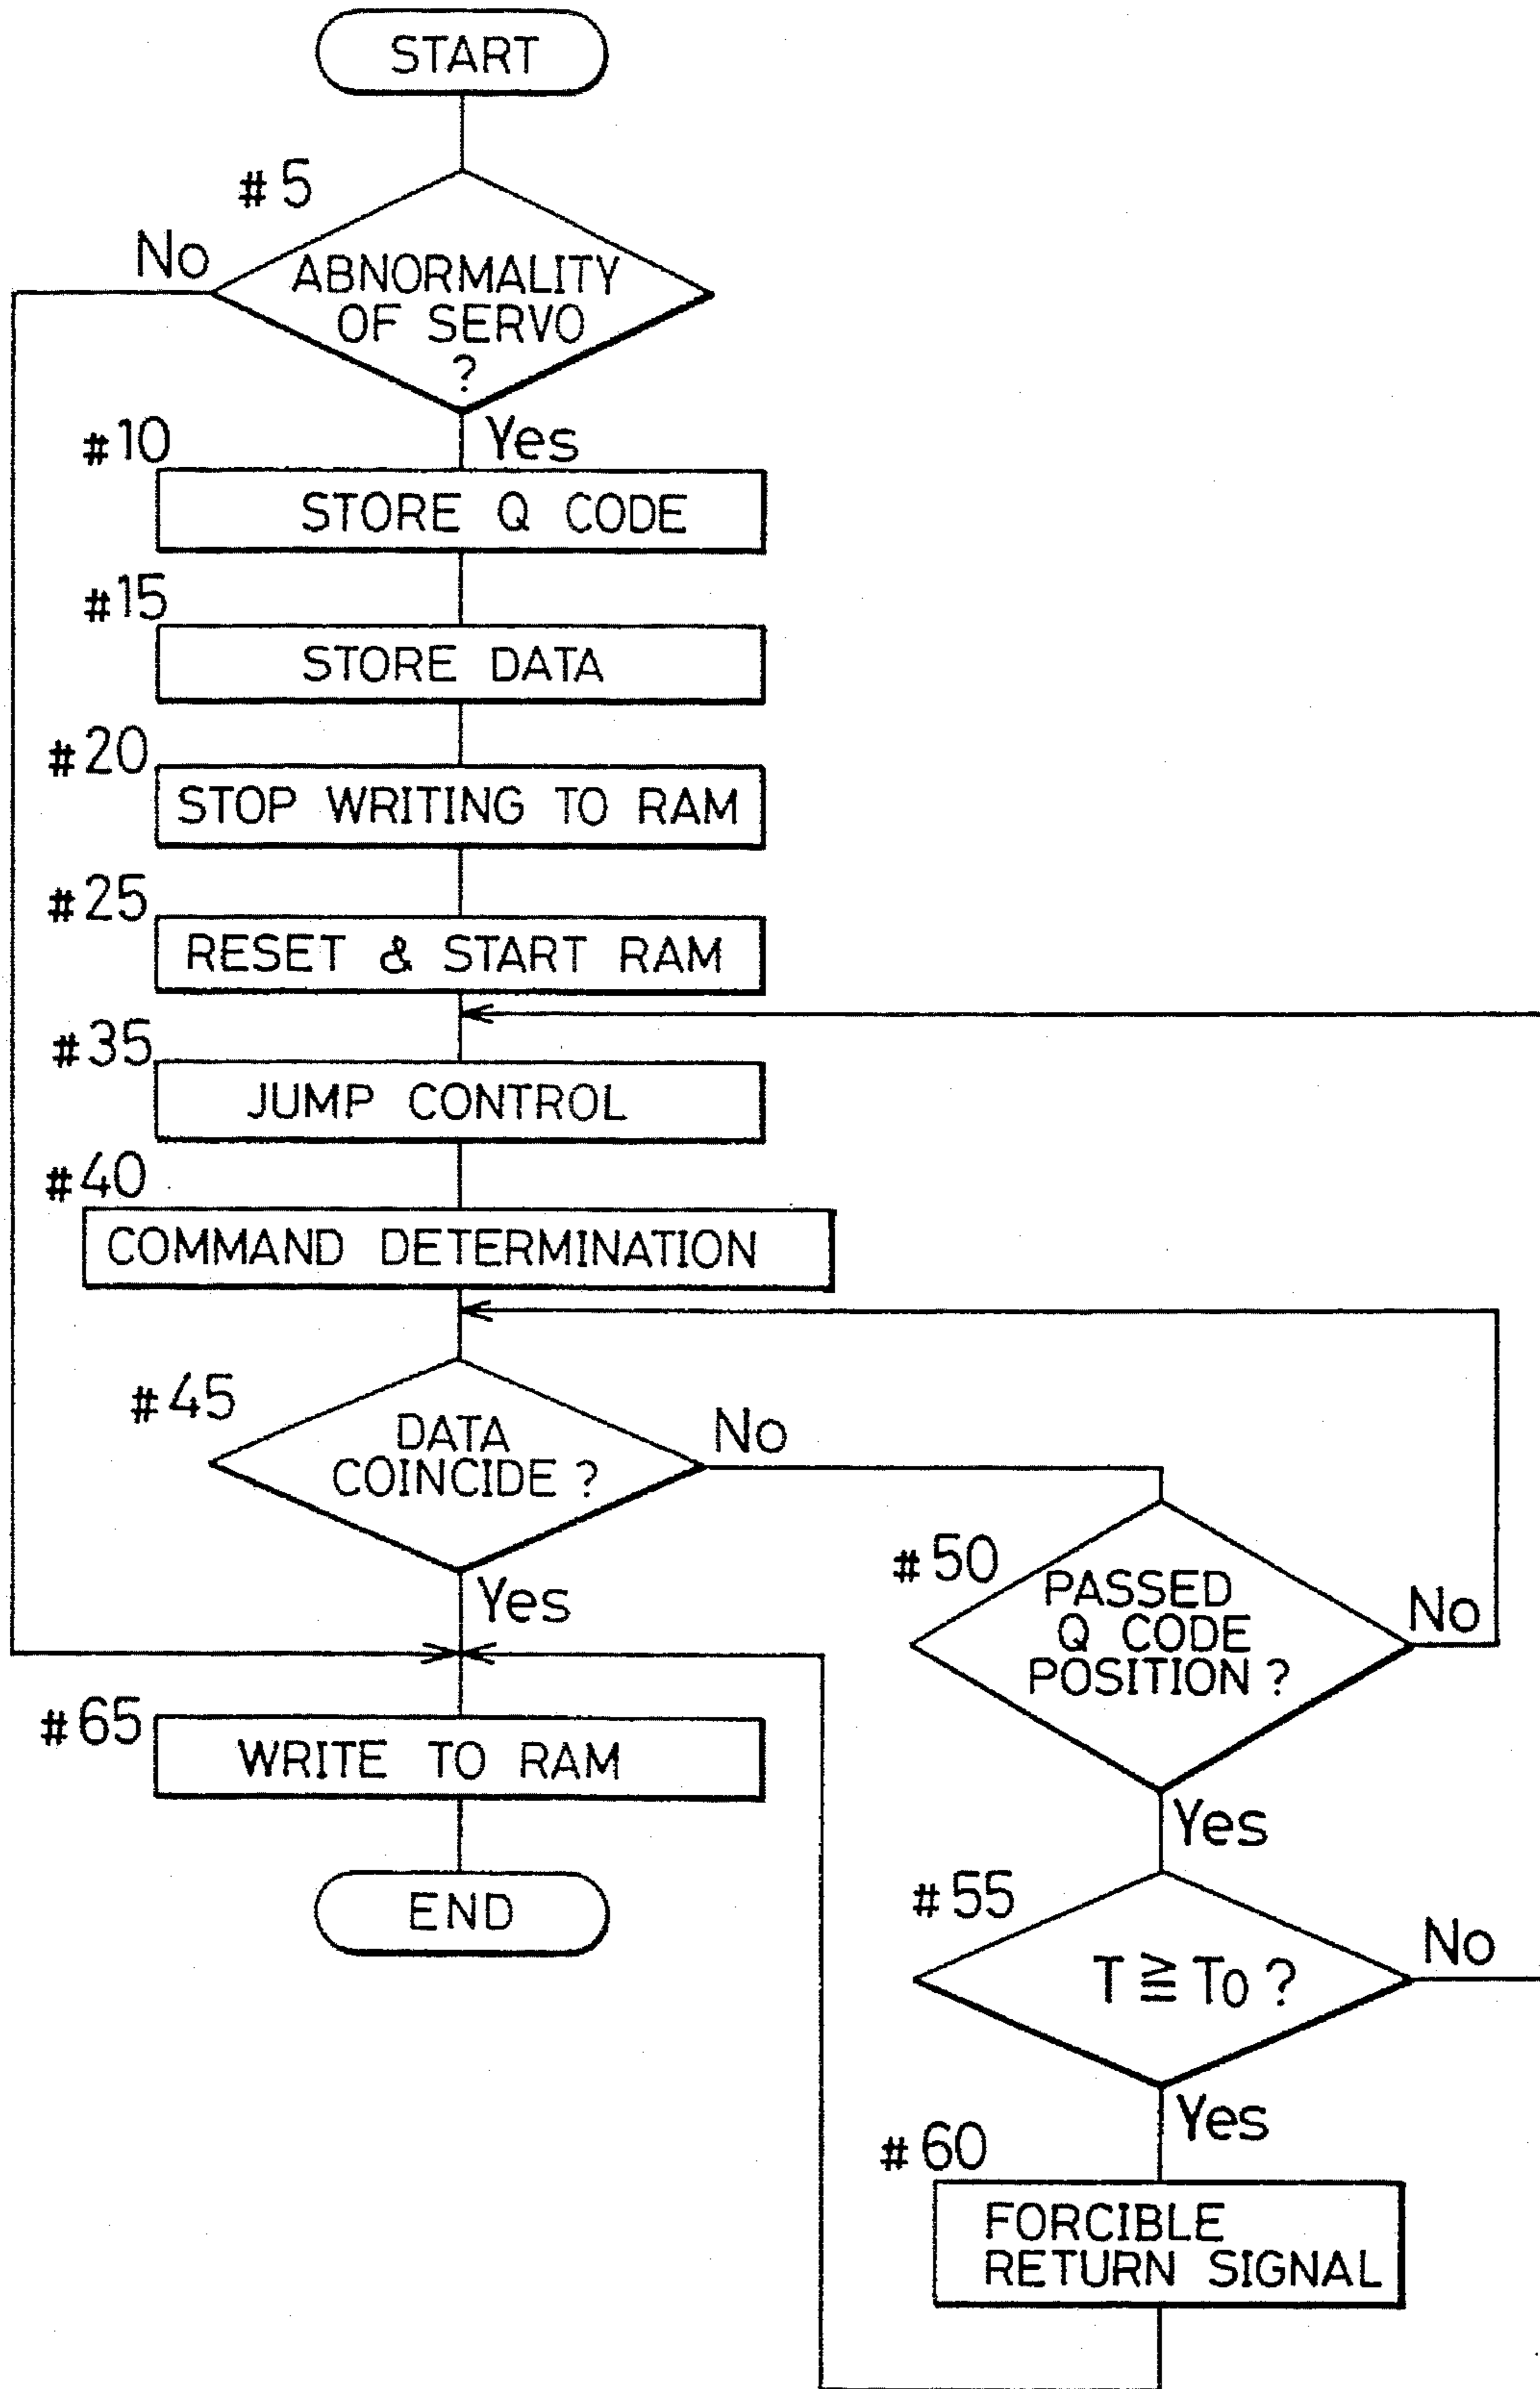 START
#5
No
ABNORMALITY
OF SERVO
?
Yes
#10
STORE Q CODE
#15
STORE DATA
#20
STOP WRITING TO RAM
#25
RESET & START RAM
#35
JUMP CONTROL
#40
COMMAND DETERMINATION
#45
DATA
COINCIDE ?
No
Yes
#50
PASSED
Q CODE
POSITION ?
No
Yes
#55
T ≧ To ?
No
Yes
#60
FORCIBLE
RETURN SIGNAL
#65
WRITE TO RAM
END